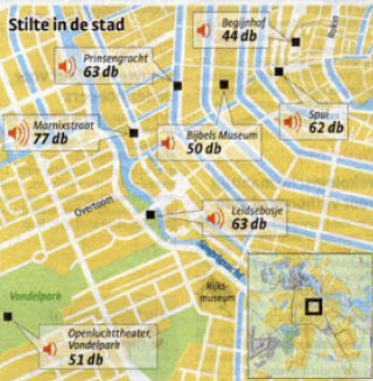 Stilte in de stad
Begijnhof
44 db
Rokin
Prinsengracht
63 db
Spui
62 db
Marnixstraat
77 db
Bijbels Museum
50 db
Overtoom
Leidsebosje
63 db
Rijks-
museum
Vondelpark
Openluchttheater,
Vondelpark
51 db